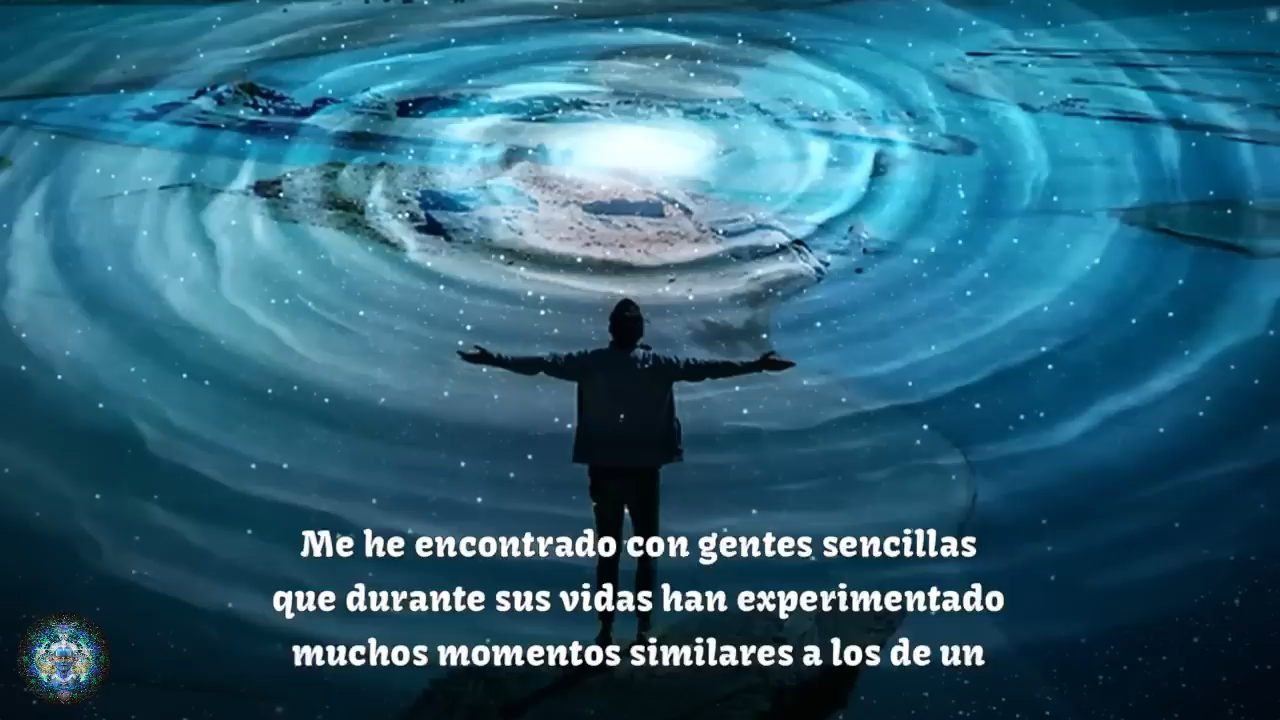 Me he encontrado con gentes sencillas
que durante sus vidas han experimentado
muchos momentos similares a los de un